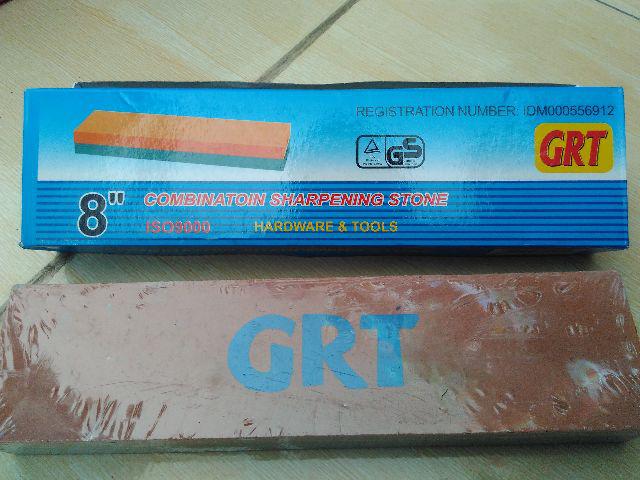 REGISTRATION NUMBER: IDM000556912
GRT
GS
8" COMBINATOIN SHARPENING STONE
ISO9000 HARDWARE & TOOLS
GRT